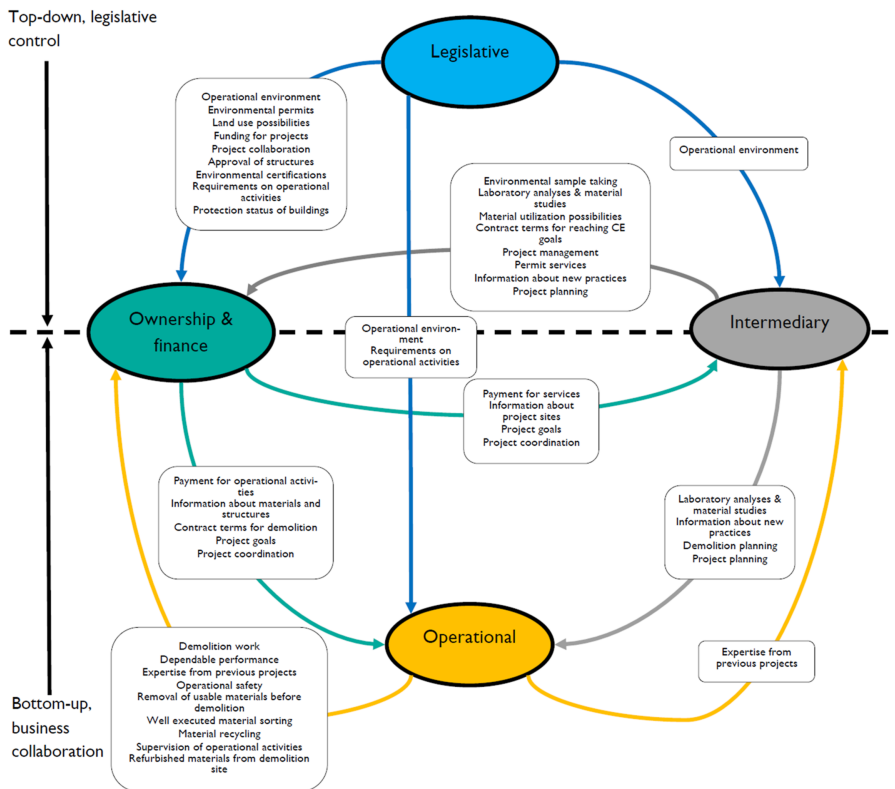 Top-down, legislative
control
Legislative
Operational environment
Environmental permits
Land use possibilities
Funding for projects
Project collaboration
Approval of structures
Environmental certifications
Requirements on operational
activities
Protection status of buildings
Operational environment
Environmental sample taking
Laboratory analyses & material
studies
Material utilization possibilities
Contract terms for reaching CE
goals
Project management
Permit services
Information about new practices
Project planning
Ownership &
finance
Operational environ-
ment
Requirements on
operational activities
Intermediary
Payment for services
Information about
project sites
Project goals
Project coordination
Payment for operational activi-
ties
Information about materials and
structures
Contract terms for demolition
Project goals
Project coordination
Laboratory analyses &
material studies
Information about new
practices
Demolition planning
Project planning
Operational
Demolition work
Dependable performance
Expertise from previous projects
Operational safety
Removal of usable materials before
demolition
Well executed material sorting
Material recycling
Supervision of operational activities
Refurbished materials from demolition
site
Expertise from
previous projects
Bottom-up,
business
collaboration